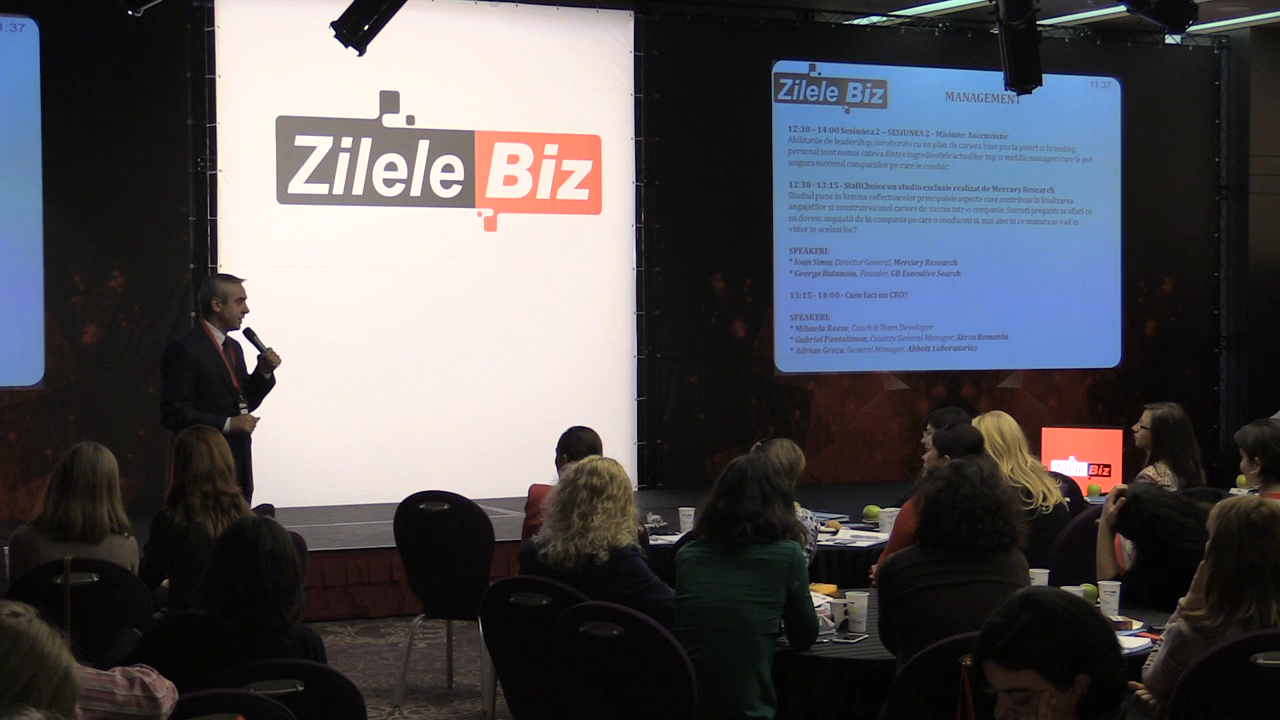 1:37
Zilele Biz
Zilele Biz
MANAGEMENT
11:37
12:30 - 14:00 Sesiunea 2 – SESIUNEA 2 - Misiune: Ascensiune
Abilitatile de leadership, coroborate cu un plan de cariera bine pus la punct si branding
personal sunt numai cateva dintre ingredientele actualilor top si middle manageri care le pot
asigura succesul companiilor pe care le conduc.
12:30 - 13:15 - StaffChoice un studiu exclusiv realizat de Mercury Research
Studiul pune in lumina reflectoarelor principalele aspecte care contribuie la loializarea
angajatilor si construirea unei cariere de succes intr-o companie. Sunteti pregatiti sa aflati ce
isi doresc angajatii de la compania pe care o conduceti si, mai ales in ce masura se vad in
viitor in acelasi loc?
SPEAKERI:
* Ioan Simu, Director General, Mercury Research
* George Butunoiu, Founder, GB Executive Search
13:15 - 14:00 - Cum faci un CEO?
SPEAKERI:
* Mihaela Reese, Coach & Team Developer
* Gabriel Pantelimon, Country General Manager, Xerox Romania
* Adrian Grecu, General Manager, Abbott Laboratories
Zilele Biz